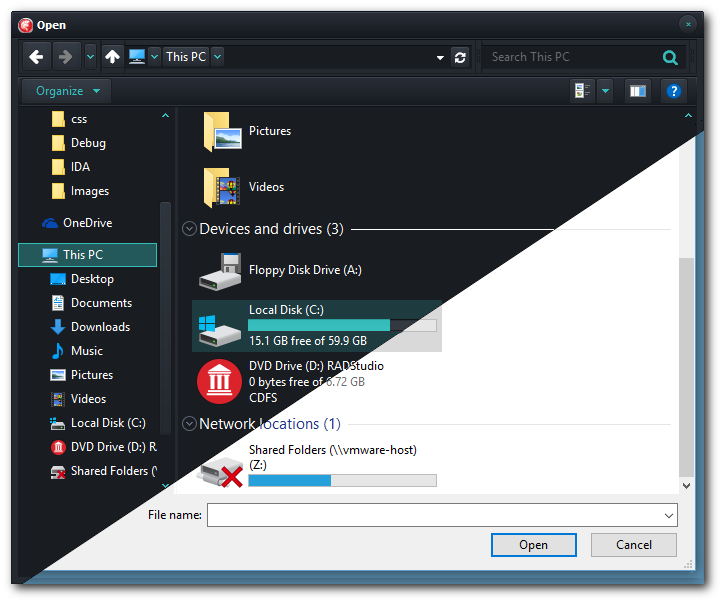 Open
This PC
Search This PC
Organize
?
css
Debug
IDA
Images
OneDrive
This PC
Desktop
Documents
Downloads
Music
Pictures
Videos
Local Disk (C:)
DVD Drive (D:) R
Shared Folders (\
Pictures
Videos
Devices and drives (3)
Floppy Disk Drive (A:)
Local Disk (C:)
15.1 GB free of 59.9 GB
DVD Drive (D:) RADStudio
0 bytes free of 6.72 GB
CDFS
Network locations (1)
Shared Folders (\\vmware-host)
(Z:)
File name:
Open
Cancel